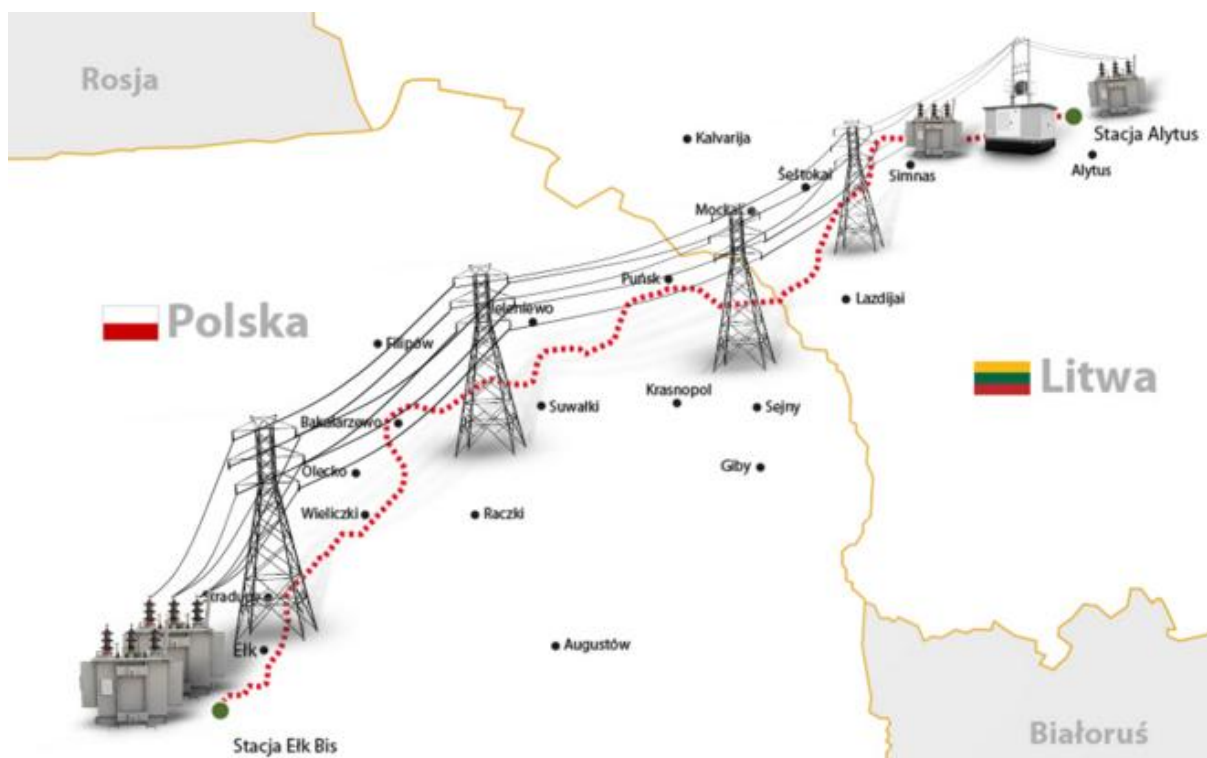 Rosja
Kalvarija
Stacja Alytus
Alytus
Simnas
Šeštokai
Puńsk
Lazdijai
Polska
Filipów
Litwa
Krasnopol
Sejny
Suwałki
Bakałarzewo
Giby
Olecko
Wieliczki
Raczki
Ełk
Augustów
Białoruś
Stacja Ełk Bis